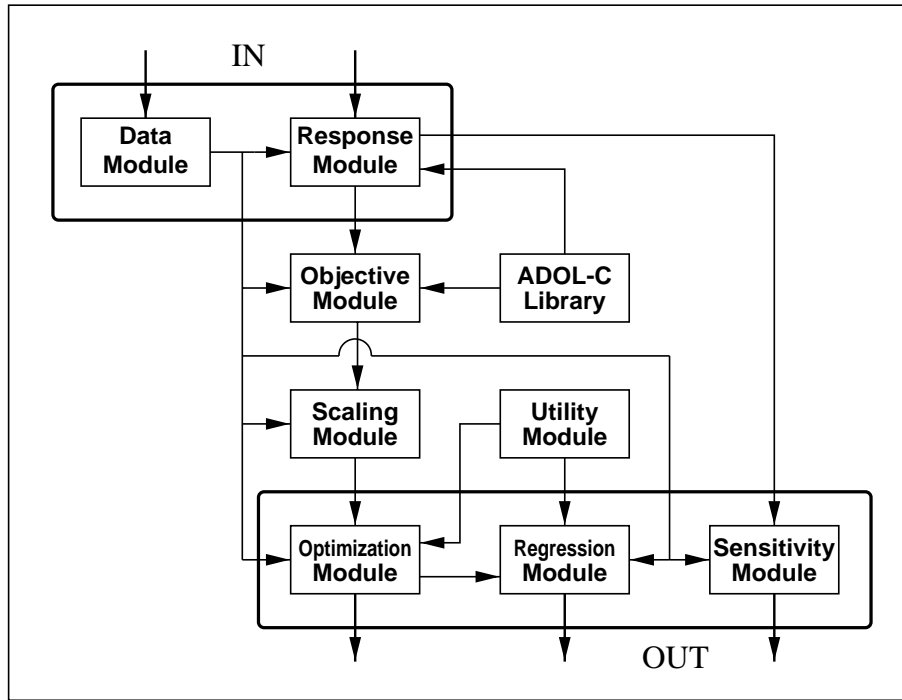 IN
Data
Module
Response
Module
Objective
Module
ADOL-C
Library
Scaling
Module
Utility
Module
Optimization
Module
Regression
Module
Sensitivity
Module
OUT